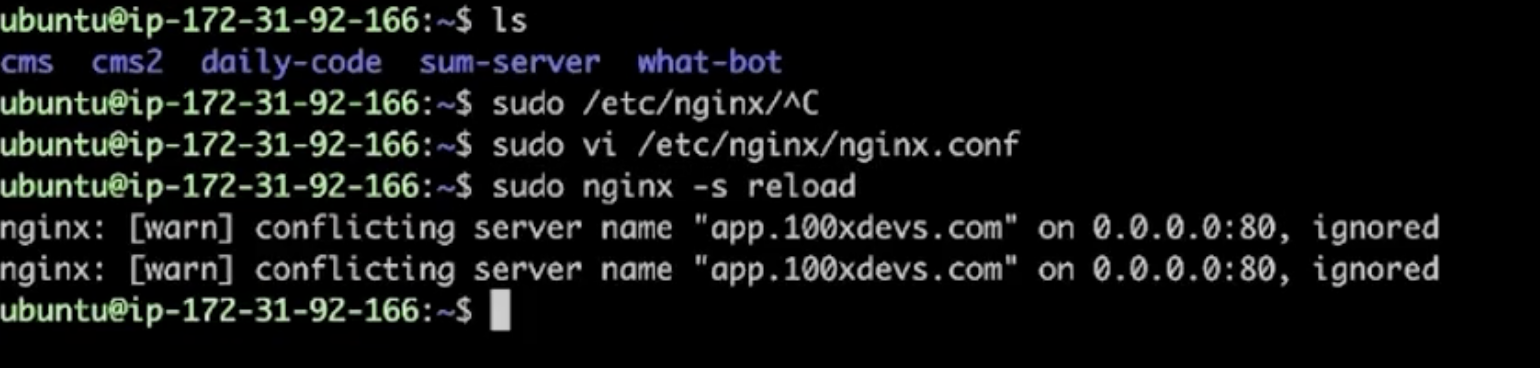 ubuntu@ip-172-31-92-166:~$ ls
cms  cms2  daily-code  sum-server  what-bot
ubuntu@ip-172-31-92-166:~$ sudo /etc/nginx/^C
ubuntu@ip-172-31-92-166:~$ sudo vi /etc/nginx/nginx.conf
ubuntu@ip-172-31-92-166:~$ sudo nginx -s reload
nginx: [warn] conflicting server name "app.100xdevs.com" on 0.0.0.0:80, ignored
nginx: [warn] conflicting server name "app.100xdevs.com" on 0.0.0.0:80, ignored
ubuntu@ip-172-31-92-166:~$